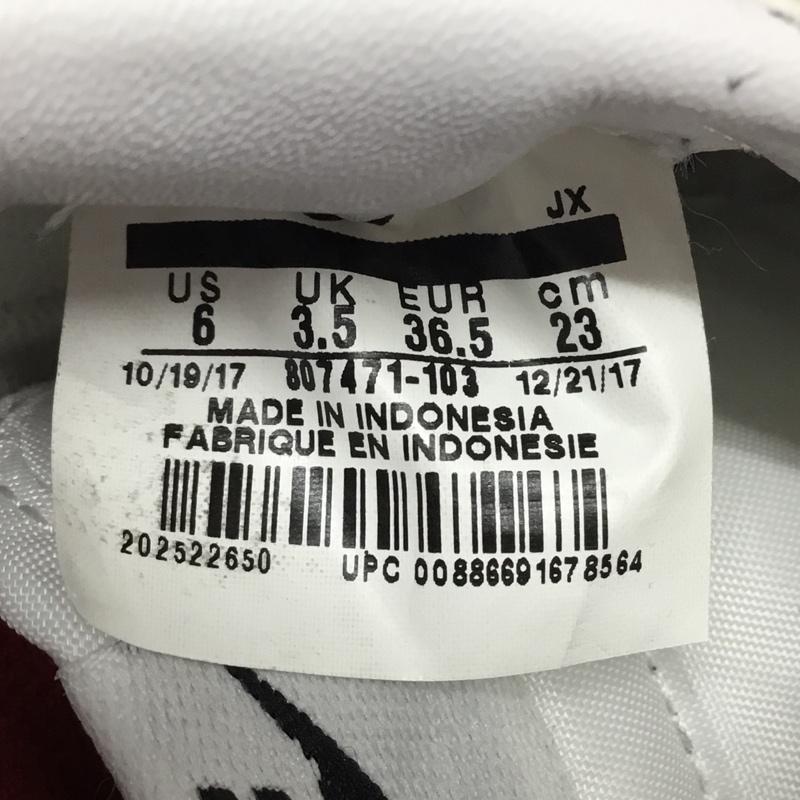 JX
US UK EUR cm
6 3.5 36.5 23
10/19/17 807471-103 12/21/17
MADE IN INDONESIA
FABRIQUE EN INDONESIE
202522650 UPC 00886691678564